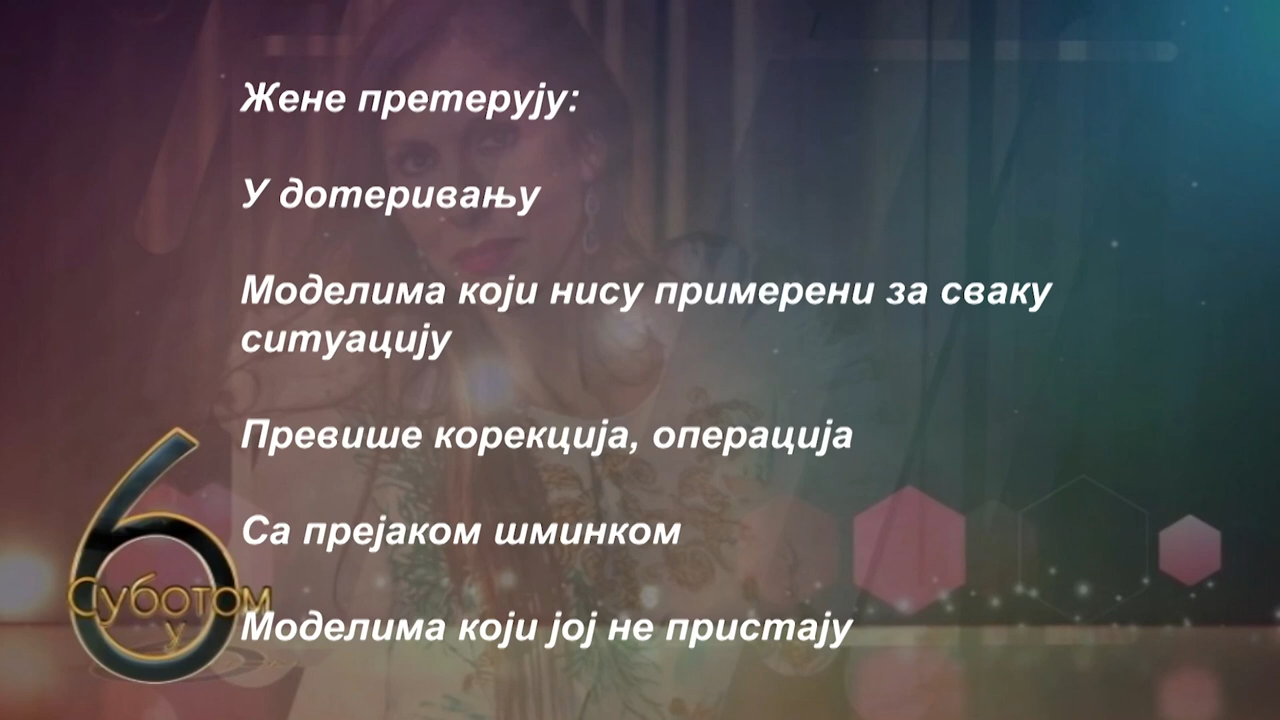 Жене претерују:
У дотеривању
Моделима који нису примерени за сваку
ситуацију
Превише корекција, операција
Са прејаком шминком
Моделима који јој не пристају
Суботом
у
6